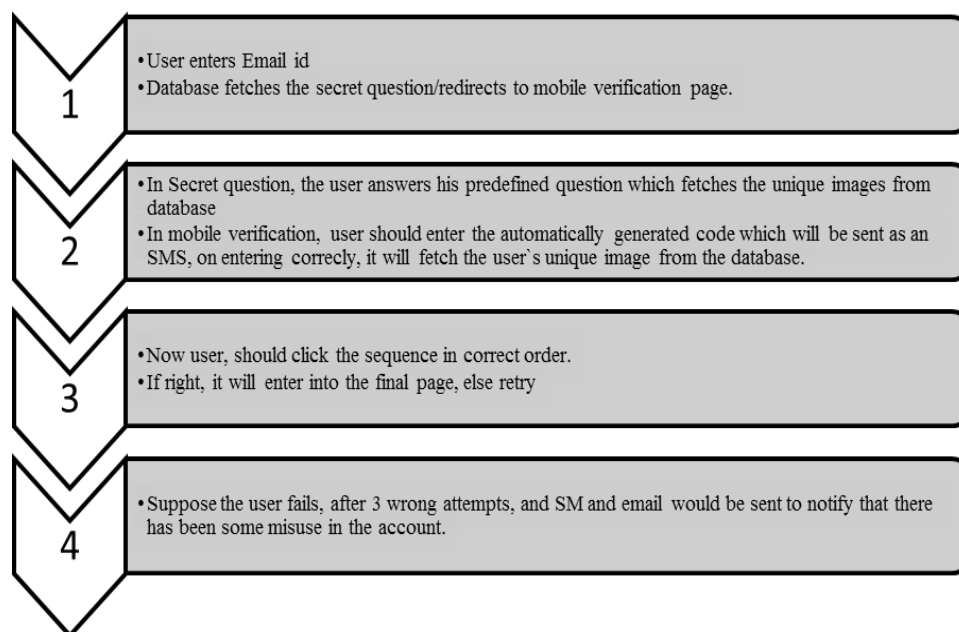 1
•User enters Email id
•Database fetches the secret question/redirects to mobile verification page.
2
•In Secret question, the user answers his predefined question which fetches the unique images from
database
•In mobile verification, user should enter the automatically generated code which will be sent as an
SMS, on entering correcly, it will fetch the user`s unique image from the database.
3
•Now user, should click the sequence in correct order.
•If right, it will enter into the final page, else retry
4
•Suppose the user fails, after 3 wrong attempts, and SM and email would be sent to notify that there
has been some misuse in the account.